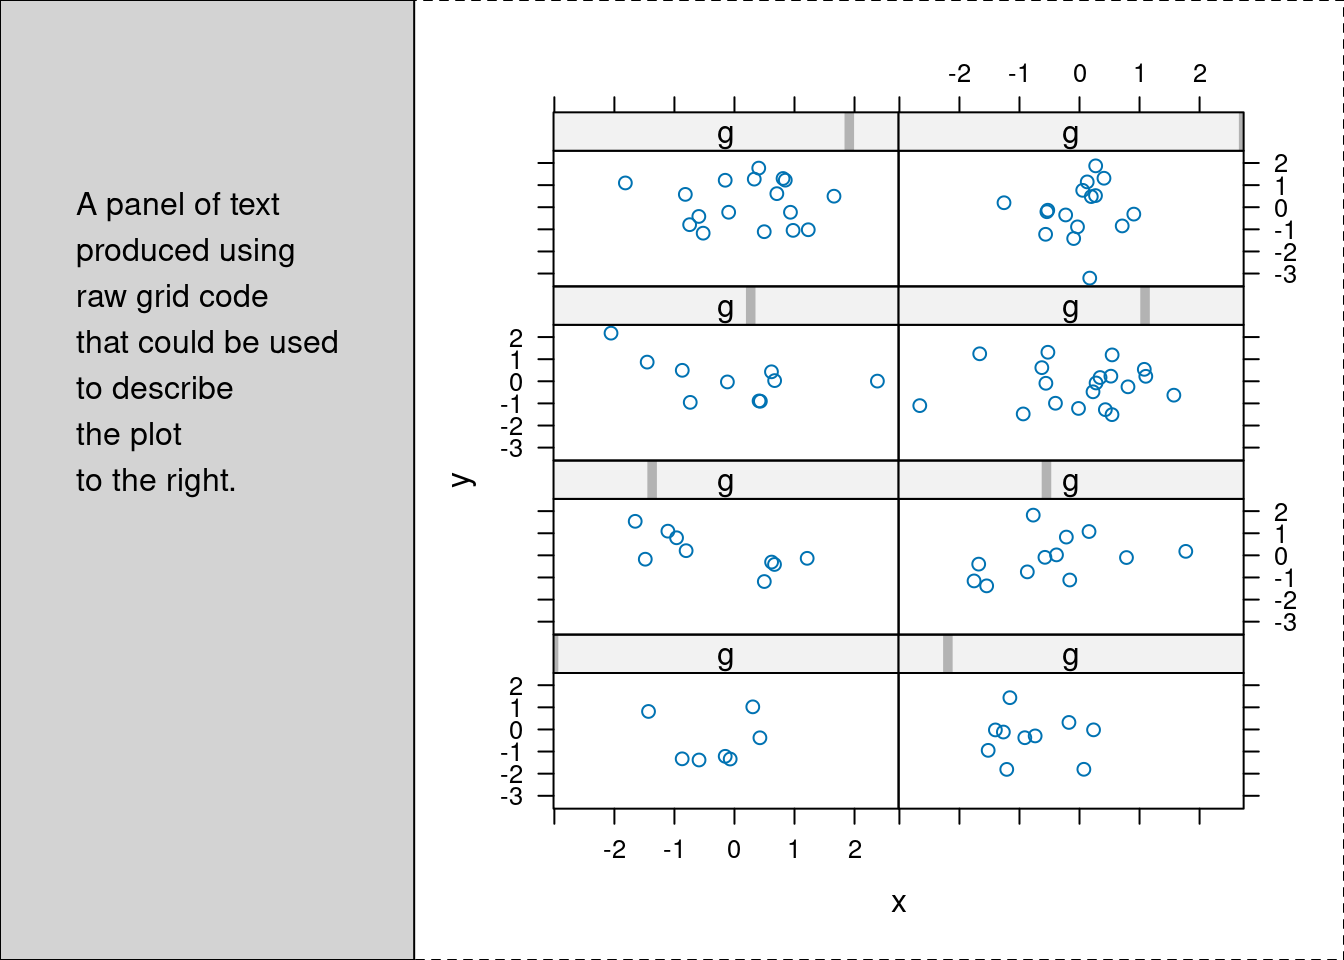 A panel of text
produced using
raw grid code
that could be used
to describe
the plot
to the right.
-2 -1 0 1 2
g g
2
1
0
-1
-2
-3
g g
2
1
0
-1
-2
-3
y
g g
2
1
0
-1
-2
-3
g g
2
1
0
-1
-2
-3
-2 -1 0 1 2
x